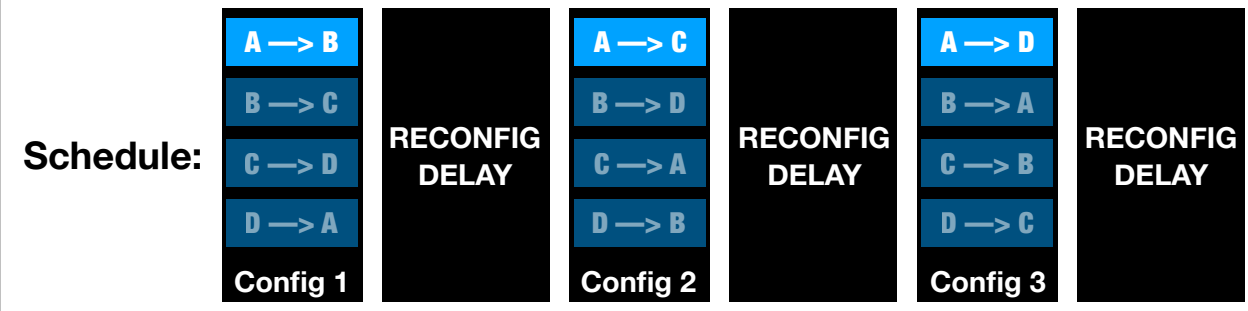 Schedule:
A —> B
B —> C
C —> D
D —> A
Config 1
RECONFIG
DELAY
A —> C
B —> D
C —> A
D —> B
Config 2
RECONFIG
DELAY
A —> D
B —> A
C —> B
D —> C
Config 3
RECONFIG
DELAY